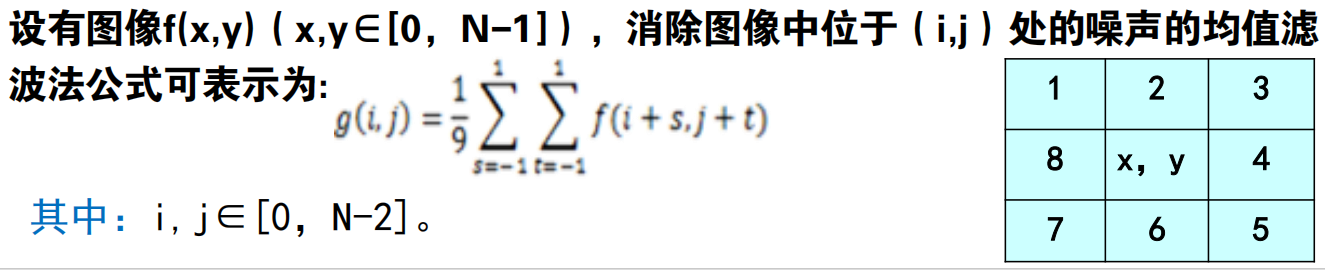 设有图像f(x,y)（x,y∈[0，N-1]），消除图像中位于（i,j）处的噪声的均值滤
波法公式可表示为:
g(i,j) = 1/9 ∑_{s=-1}^{1} ∑_{t=-1}^{1} f(i + s,j + t)
其中：i,j∈[0，N-2]。
1 2 3
8 x，y 4
7 6 5